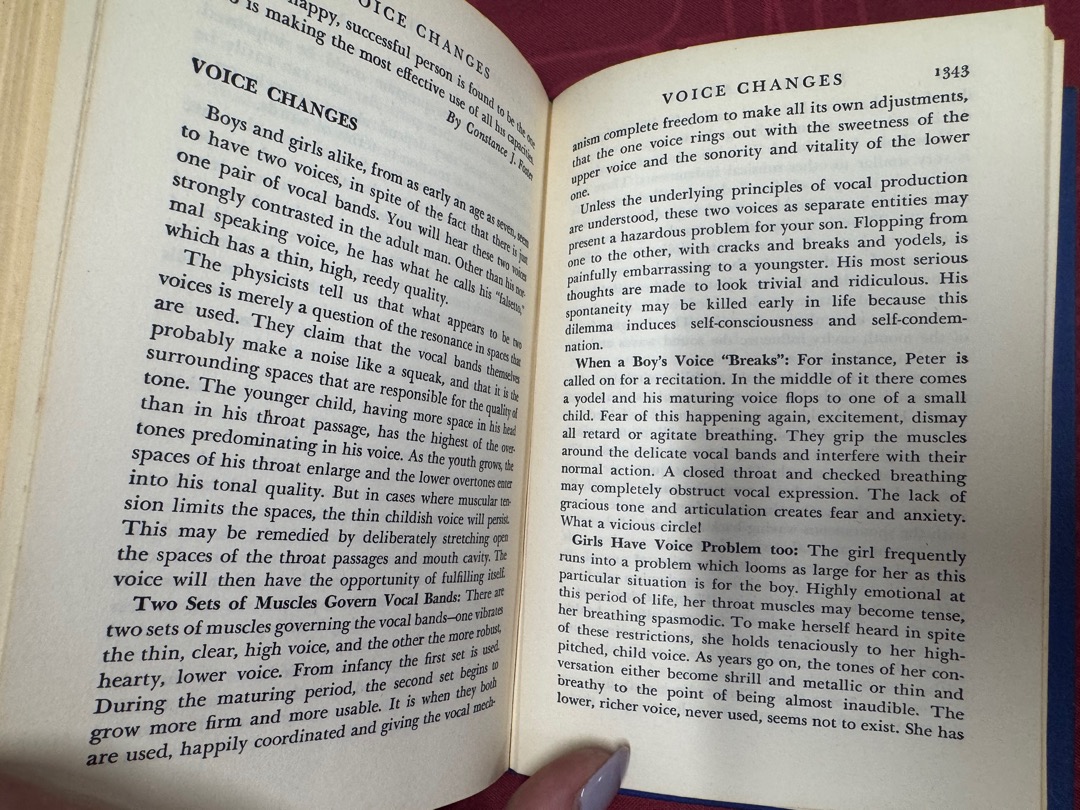 VOICE CHANGES
happy, successful person is found to be the one
is making the most effective use of all his capacities.
By Constance J. Foster
VOICE CHANGES
Boys and girls alike, from as early an age as seven, seem
to have two voices, in spite of the fact that there is just
one pair of vocal bands. You will hear these two voices
strongly contrasted in the adult man. Other than his nor-
mal speaking voice, he has what he calls his "falsetto,"
which has a thin, high, reedy quality.
The physicists tell us that what appears to be two
voices is merely a question of the resonance in spaces that
are used. They claim that the vocal bands themselves
probably make a noise like a squeak, and that it is the
surrounding spaces that are responsible for the quality of
tone. The younger child, having more space in his head
than in his throat passage, has the highest of the over-
tones predominating in his voice. As the youth grows, the
spaces of his throat enlarge and the lower overtones enter
into his tonal quality. But in cases where muscular ten-
sion limits the spaces, the thin childish voice will persist.
This may be remedied by deliberately stretching open
the spaces of the throat passages and mouth cavity. The
voice will then have the opportunity of fulfilling itself.
Two Sets of Muscles Govern Vocal Bands: There are
two sets of muscles governing the vocal bands—one vibrates
the thin, clear, high voice, and the other the more robust,
hearty, lower voice. From infancy the first set is used.
During the maturing period, the second set begins to
grow more firm and more usable. It is when they both
are used, happily coordinated and giving the vocal mech-
VOICE CHANGES 1343
anism complete freedom to make all its own adjustments,
that the one voice rings out with the sweetness of the
upper voice and the sonority and vitality of the lower
one.
Unless the underlying principles of vocal production
are understood, these two voices as separate entities may
present a hazardous problem for your son. Flopping from
one to the other, with cracks and breaks and yodels, is
painfully embarrassing to a youngster. His most serious
thoughts are made to look trivial and ridiculous. His
spontaneity may be killed early in life because this
dilemma induces self-consciousness and self-condem-
nation.
When a Boy's Voice "Breaks": For instance, Peter is
called on for a recitation. In the middle of it there comes
a yodel and his maturing voice flops to one of a small
child. Fear of this happening again, excitement, dismay
all retard or agitate breathing. They grip the muscles
around the delicate vocal bands and interfere with their
normal action. A closed throat and checked breathing
may completely obstruct vocal expression. The lack of
gracious tone and articulation creates fear and anxiety.
What a vicious circle!
Girls Have Voice Problem too: The girl frequently
runs into a problem which looms as large for her as this
particular situation is for the boy. Highly emotional at
this period of life, her throat muscles may become tense,
her breathing spasmodic. To make herself heard in spite
of these restrictions, she holds tenaciously to her high-
pitched, child voice. As years go on, the tones of her con-
versation either become shrill and metallic or thin and
breathy to the point of being almost inaudible. The
lower, richer voice, never used, seems not to exist. She has